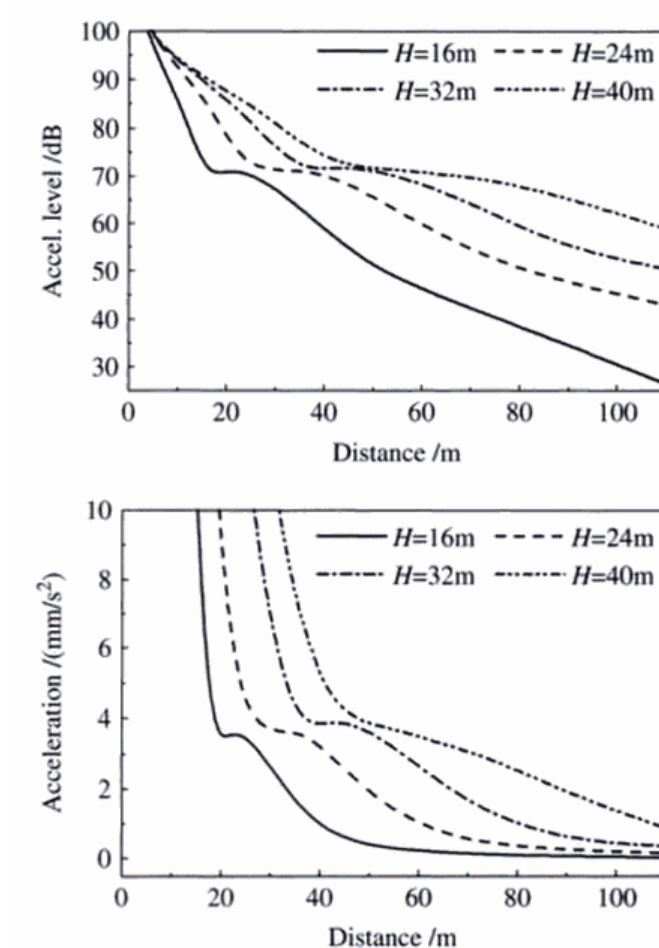 100
H=16m H=24m
90
H=32m H=40m
80
70
60
50
40
30
Accel. level /dB
0 20 40 60 80 100
Distance /m
10
H=16m H=24m
8
H=32m H=40m
6
4
2
0
Acceleration /(mm/s²)
0 20 40 60 80 100
Distance /m